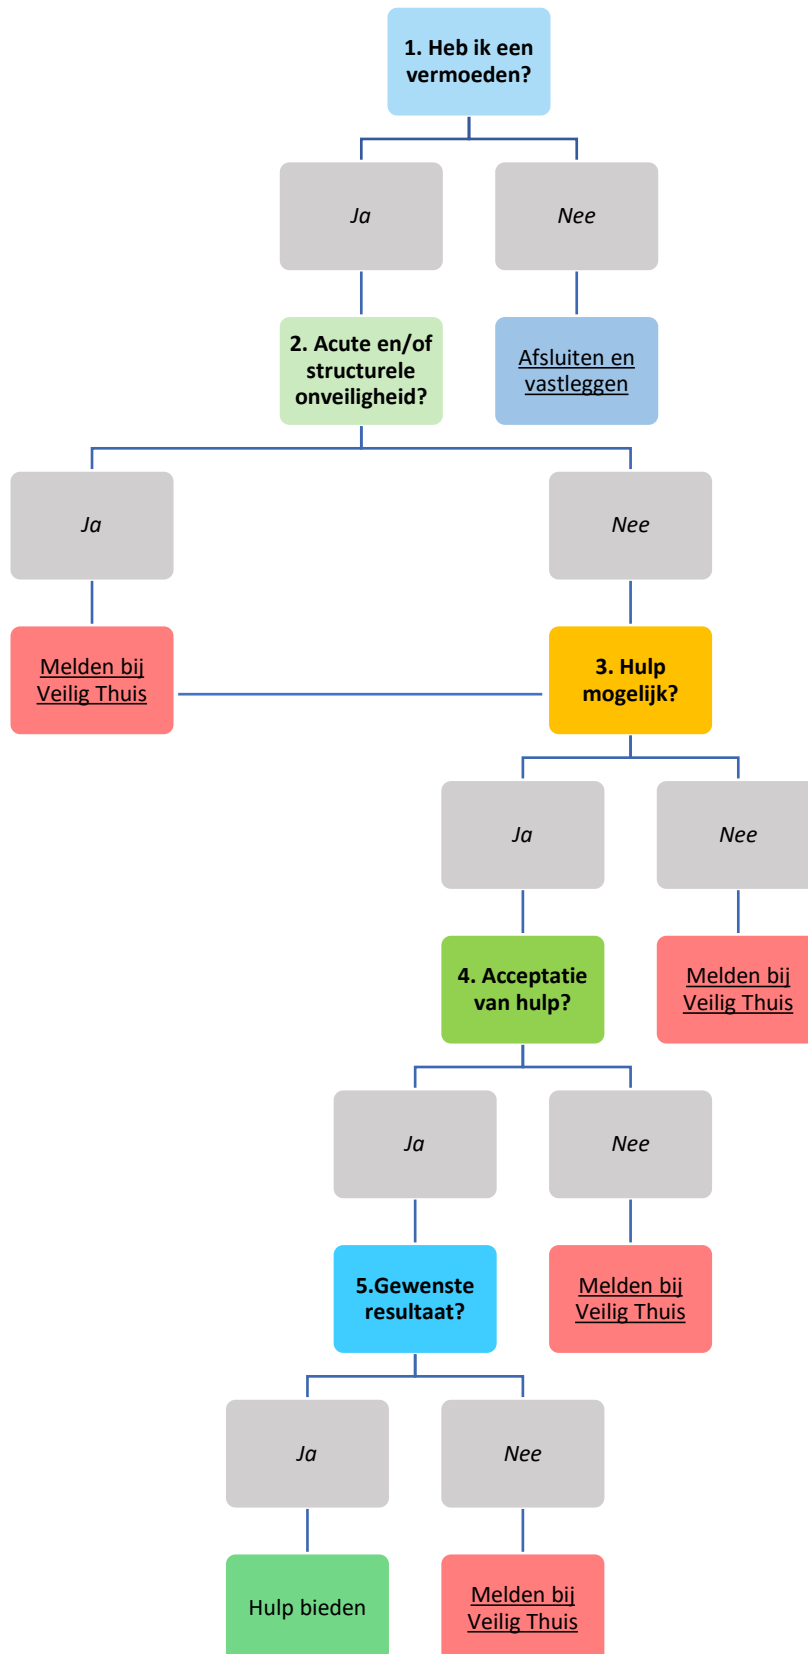 1. Heb ik een
vermoeden?
Ja
Nee
2. Acute en/of
structurele
onveiligheid?
Afsluiten en
vastleggen
Ja
Nee
Melden bij
Veilig Thuis
3. Hulp
mogelijk?
Ja
Nee
4. Acceptatie
van hulp?
Melden bij
Veilig Thuis
Ja
Nee
5.Gewenste
resultaat?
Melden bij
Veilig Thuis
Ja
Nee
Hulp bieden
Melden bij
Veilig Thuis